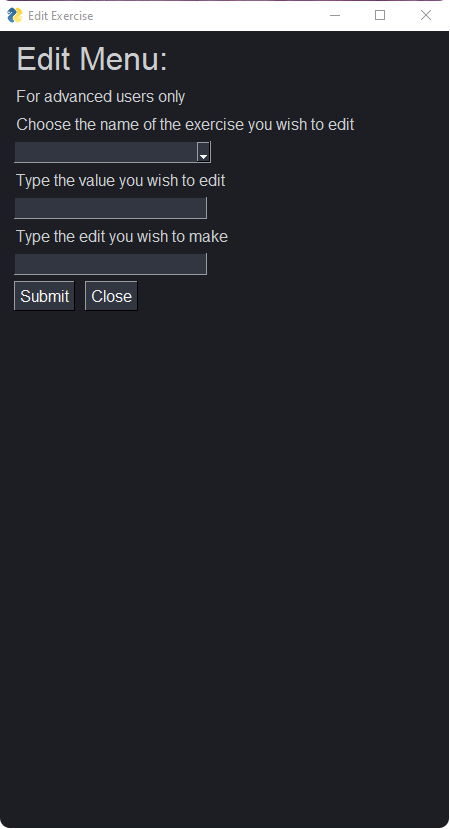 Edit Exercise
Edit Menu:
For advanced users only
Choose the name of the exercise you wish to edit
Type the value you wish to edit
Type the edit you wish to make
Submit Close